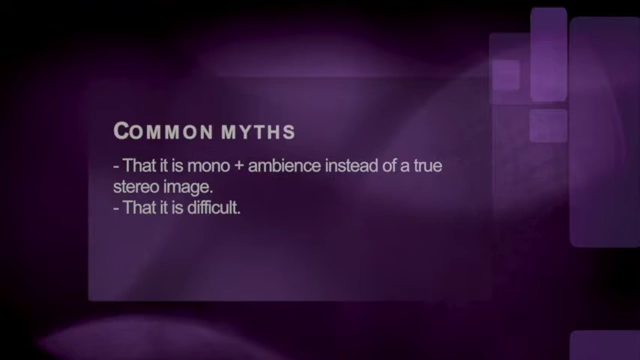 COMMON MYTHS
- That it is mono + ambience instead of a true
stereo image.
- That it is difficult.